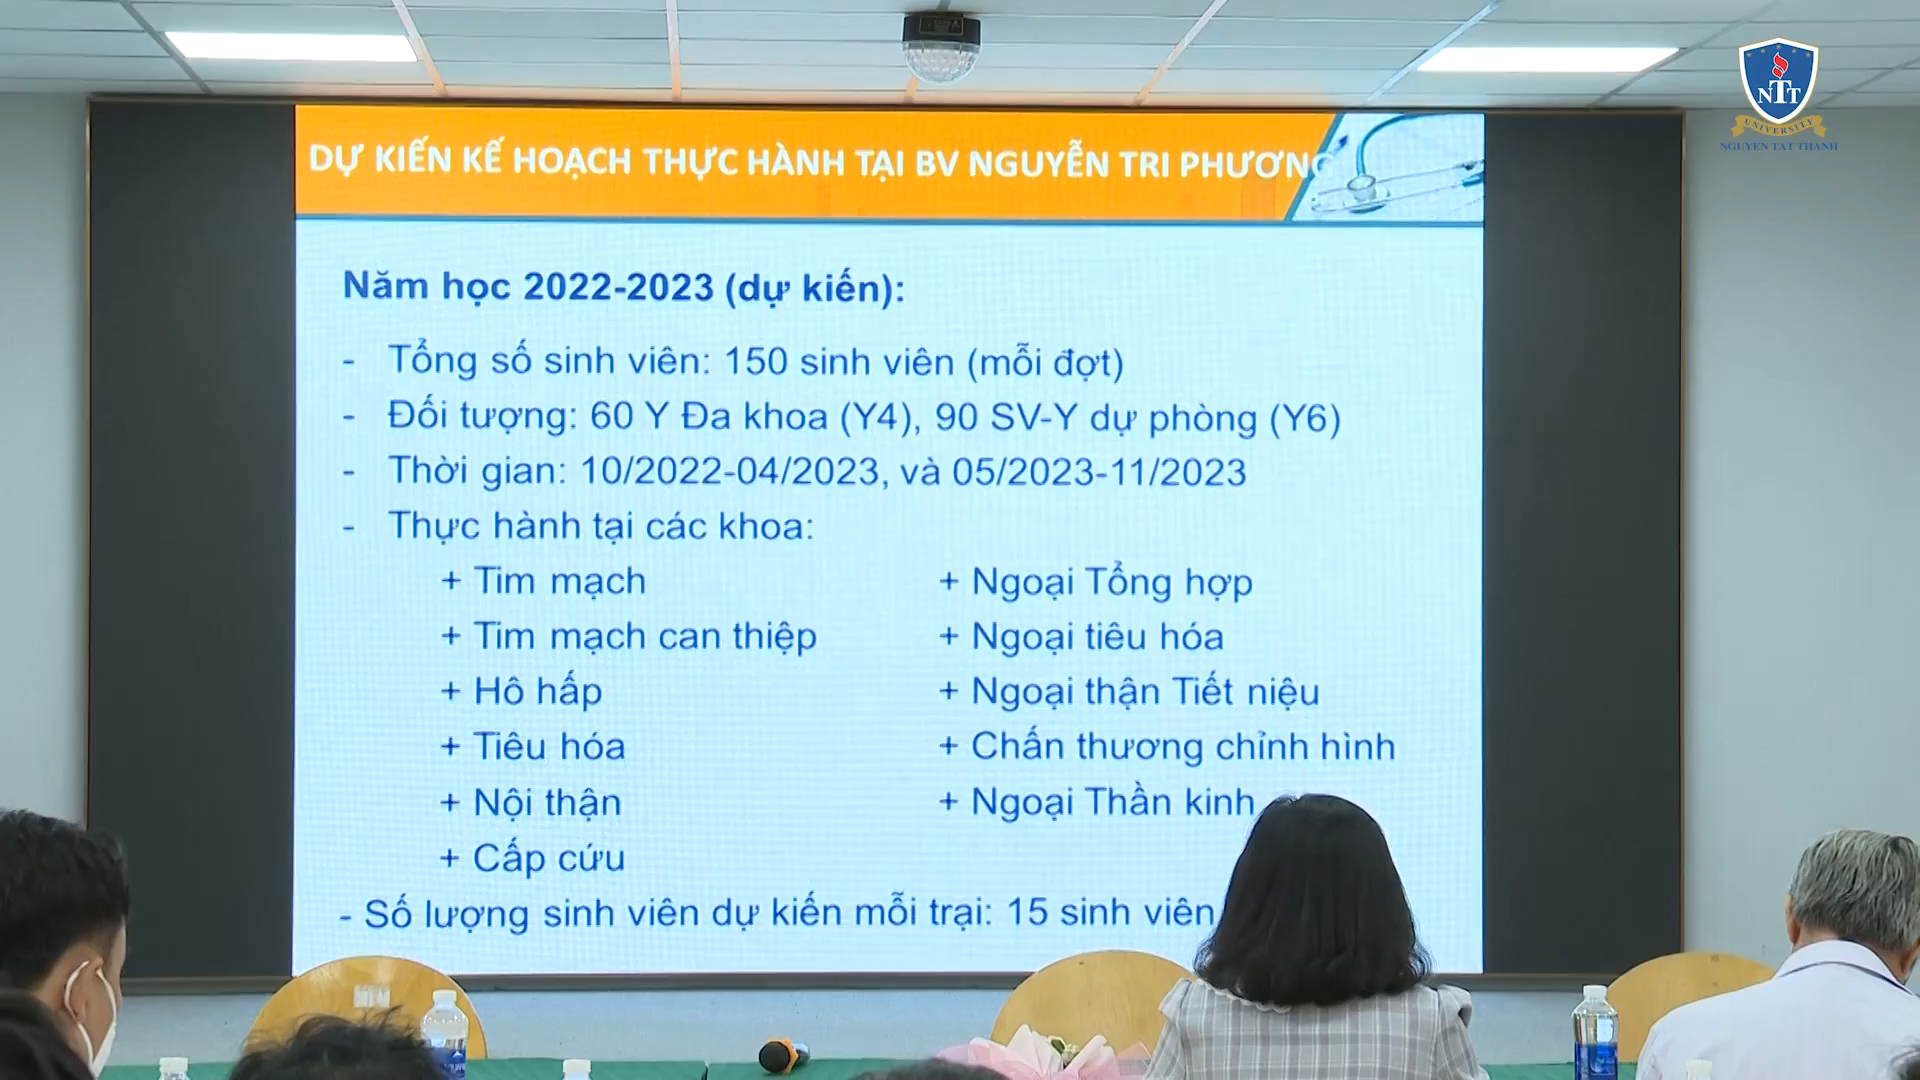 DỰ KIẾN KẾ HOẠCH THỰC HÀNH TẠI BV NGUYỄN TRI PHƯƠNG
Năm học 2022-2023 (dự kiến):
- Tổng số sinh viên: 150 sinh viên (mỗi đợt)
- Đối tượng: 60 Y Đa khoa (Y4), 90 SV-Y dự phòng (Y6)
- Thời gian: 10/2022-04/2023, và 05/2023-11/2023
- Thực hành tại các khoa:
+ Tim mạch
+ Tim mạch can thiệp
+ Hô hấp
+ Tiêu hóa
+ Nội thận
+ Cấp cứu
+ Ngoại Tổng hợp
+ Ngoại tiêu hóa
+ Ngoại thận Tiết niệu
+ Chấn thương chỉnh hình
+ Ngoại Thần kinh
- Số lượng sinh viên dự kiến mỗi trại: 15 sinh viên
NTT
UNIVERSITY
NGUYEN TAT THANH